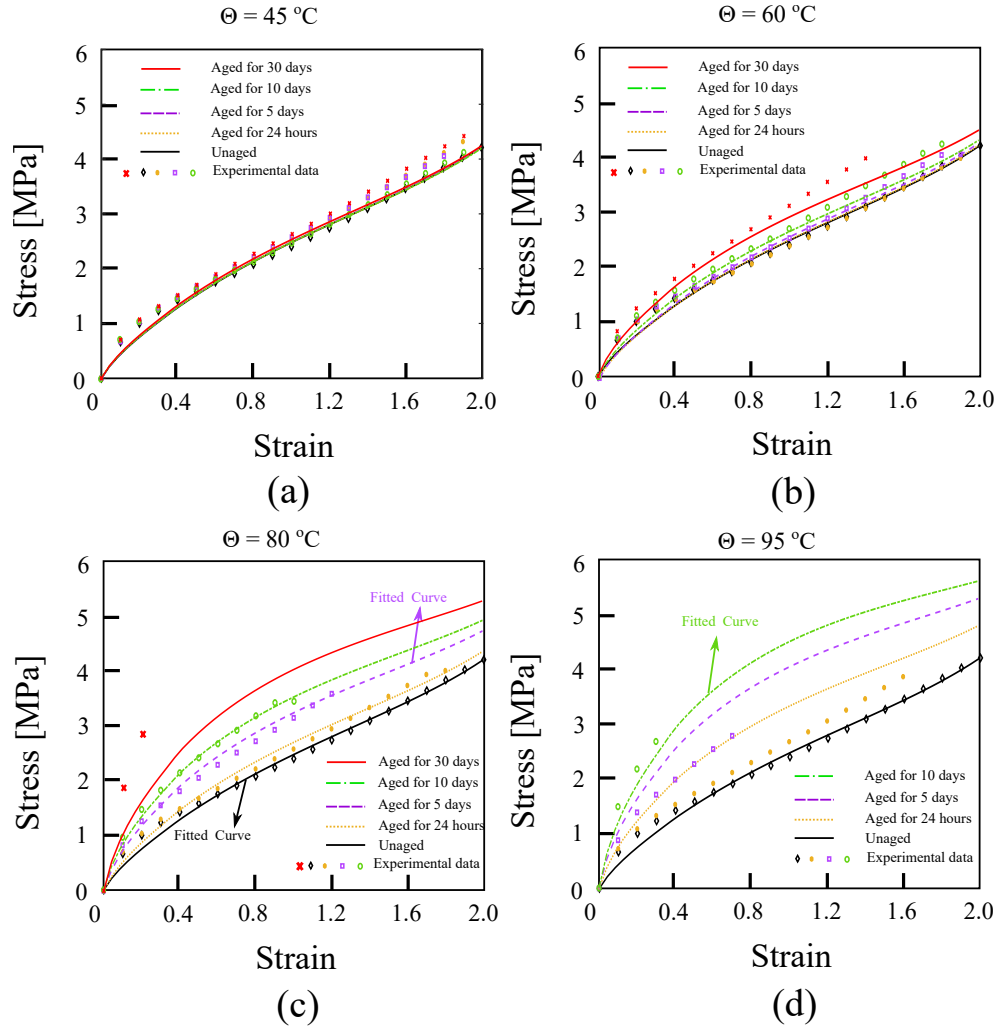 Θ = 45 °C
6
5
4
3
2
1
0
Stress [MPa]
Aged for 30 days
Aged for 10 days
Aged for 5 days
Aged for 24 hours
Unaged
Experimental data
0
0.4
0.8
1.2
1.6
2.0
Strain
(a)
Θ = 60 °C
6
5
4
3
2
1
0
Stress [MPa]
Aged for 30 days
Aged for 10 days
Aged for 5 days
Aged for 24 hours
Unaged
Experimental data
0
0.4
0.8
1.2
1.6
2.0
Strain
(b)
Θ = 80 °C
6
5
4
3
2
1
0
Stress [MPa]
Fitted Curve
Fitted Curve
Aged for 30 days
Aged for 10 days
Aged for 5 days
Aged for 24 hours
Unaged
Experimental data
0
0.4
0.8
1.2
1.6
2.0
Strain
(c)
Θ = 95 °C
6
5
4
3
2
1
0
Stress [MPa]
Fitted Curve
Aged for 10 days
Aged for 5 days
Aged for 24 hours
Unaged
Experimental data
0
0.4
0.8
1.2
1.6
2.0
Strain
(d)